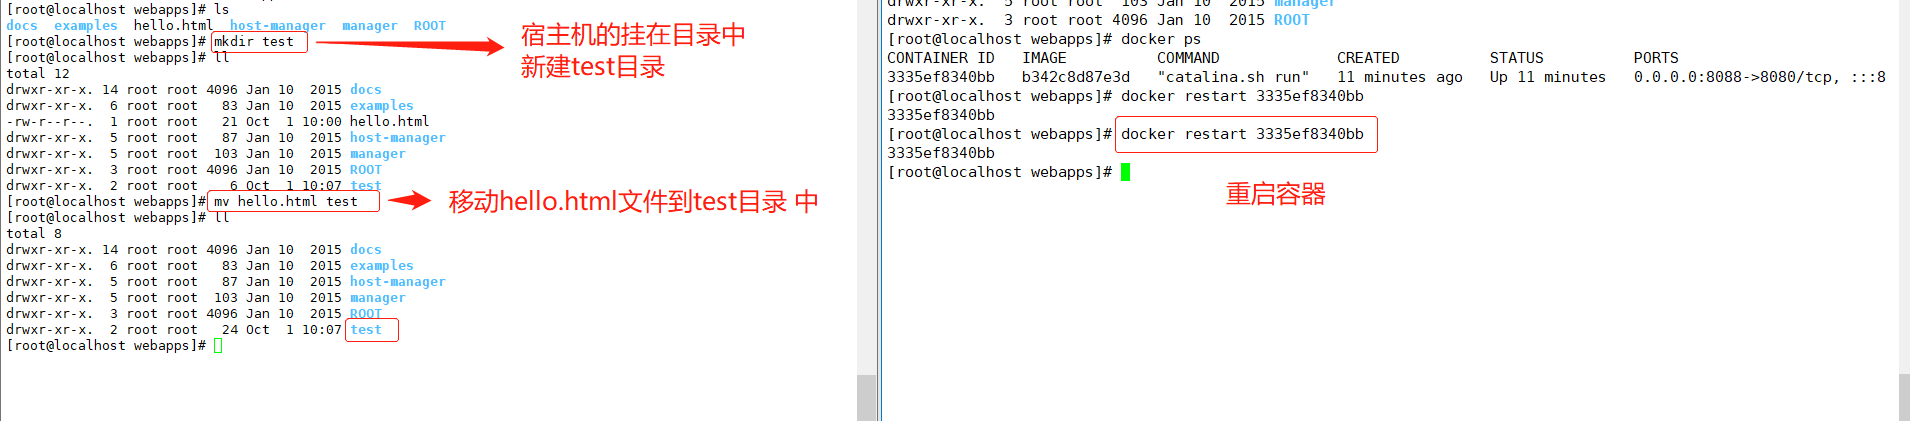 [root@localhost webapps]# ls
docs  examples  hello.html  host-manager  manager  ROOT
[root@localhost webapps]# mkdir test
[root@localhost webapps]# ll
total 12
drwxr-xr-x. 14 root root 4096 Jan 10  2015 docs
drwxr-xr-x.  6 root root   83 Jan 10  2015 examples
-rw-r--r--.  1 root root   21 Oct  1 10:00 hello.html
drwxr-xr-x.  5 root root   87 Jan 10  2015 host-manager
drwxr-xr-x.  5 root root  103 Jan 10  2015 manager
drwxr-xr-x.  3 root root 4096 Jan 10  2015 ROOT
drwxr-xr-x.  2 root root    6 Oct  1 10:07 test
[root@localhost webapps]# mv hello.html test
[root@localhost webapps]# ll
total 8
drwxr-xr-x. 14 root root 4096 Jan 10  2015 docs
drwxr-xr-x.  6 root root   83 Jan 10  2015 examples
drwxr-xr-x.  5 root root   87 Jan 10  2015 host-manager
drwxr-xr-x.  5 root root  103 Jan 10  2015 manager
drwxr-xr-x.  3 root root 4096 Jan 10  2015 ROOT
drwxr-xr-x.  2 root root   24 Oct  1 10:07 test
[root@localhost webapps]#
宿主机的挂在目录中
新建test目录
移动hello.html文件到test目录 中
drwxr-xr-x.  5 root root  103 Jan 10  2015 manager
drwxr-xr-x.  3 root root 4096 Jan 10  2015 ROOT
[root@localhost webapps]# docker ps
CONTAINER ID   IMAGE          COMMAND             CREATED          STATUS          PORTS
3335ef8340bb   b342c8d87e3d   "catalina.sh run"   11 minutes ago   Up 11 minutes   0.0.0.0:8088->8080/tcp, :::8
[root@localhost webapps]# docker restart 3335ef8340bb
3335ef8340bb
[root@localhost webapps]# docker restart 3335ef8340bb
3335ef8340bb
[root@localhost webapps]#
重启容器